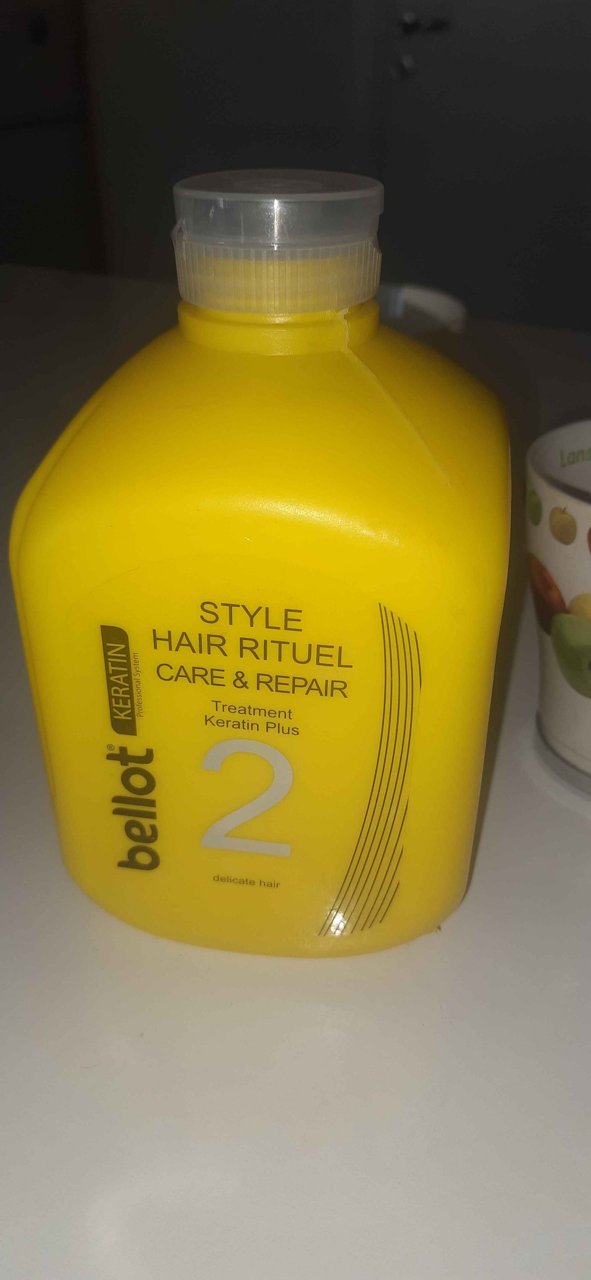 STYLE
HAIR RITUEL
CARE & REPAIR
Treatment
Keratin Plus
2
delicate hair
bellot®
KERATIN
Professional System